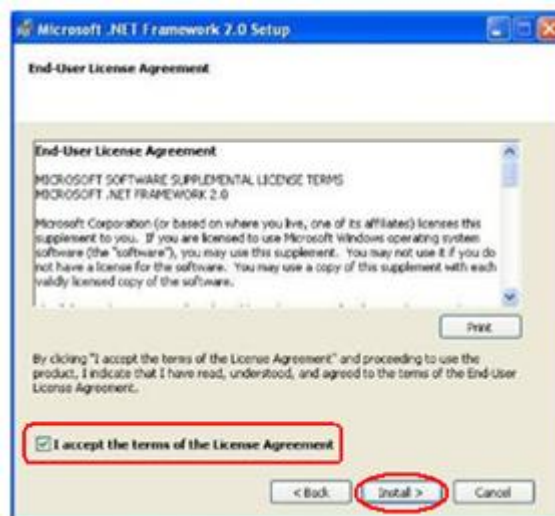 Microsoft .NET Framework 2.0 Setup
End-User License Agreement
End-User License Agreement
MICROSOFT SOFTWARE SUPPLEMENTAL LICENSE TERMS
MICROSOFT .NET FRAMEWORK 2.0
Microsoft Corporation (or based on where you live, one of its affiliates) licenses this
supplement to you. If you are licensed to use Microsoft Windows operating system
software (the "software"), you may use this supplement. You may not use it if you do
not have a license for the software. You may use a copy of this supplement with each
validly licensed copy of the software.
Print
By clicking "I accept the terms of the License Agreement" and proceeding to use the
product, I indicate that I have read, understood, and agreed to the terms of the End-User
License Agreement.
I accept the terms of the License Agreement
< Back
Install >
Cancel